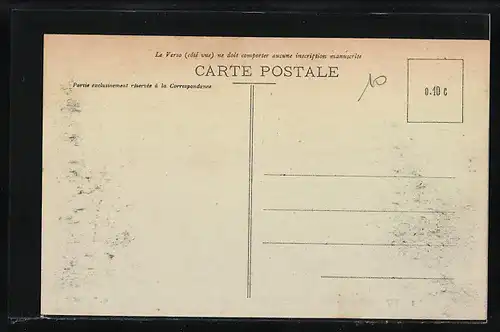 Le Verso (côté vue) ne doit comporter aucune inscription manuscrite
CARTE POSTALE
Partie exclusivement réservée à la Correspondance
10
0.10 c